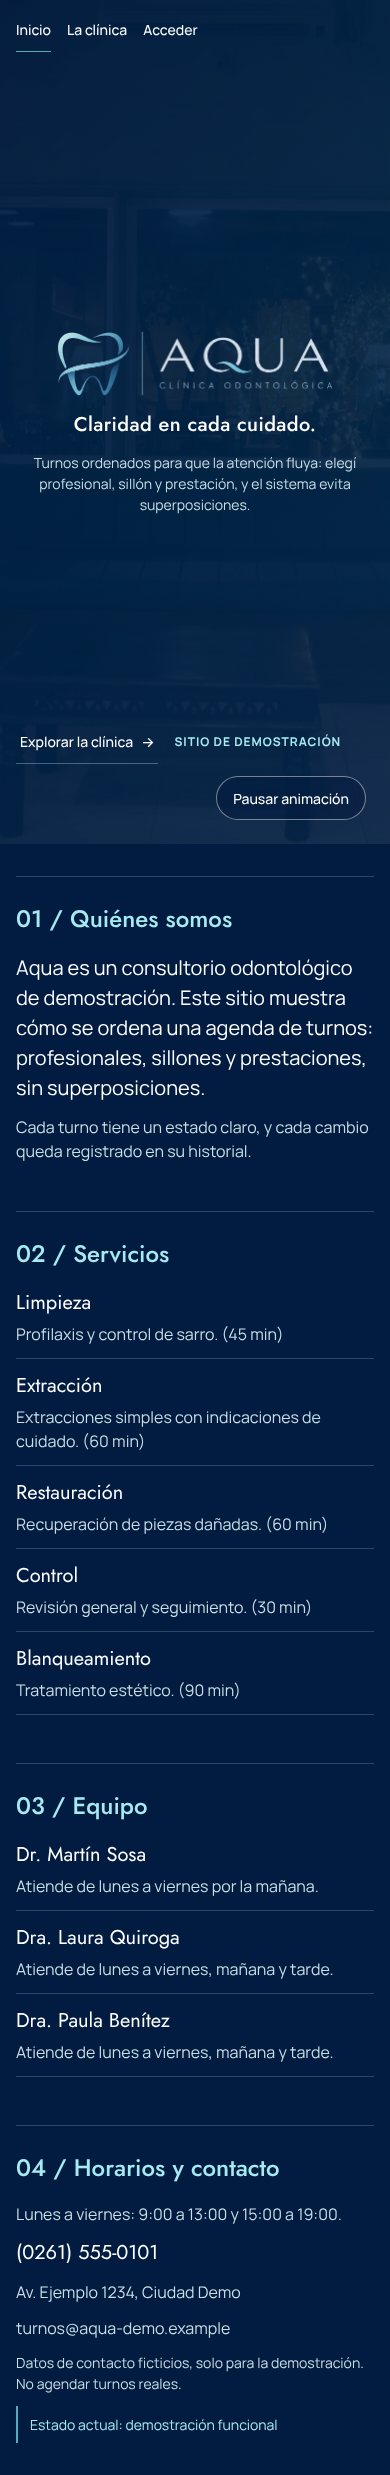 Inicio La clínica Acceder
AQUA
CLÍNICA ODONTOLÓGICA
Claridad en cada cuidado.
Turnos ordenados para que la atención fluya: elegí
profesional, sillón y prestación, y el sistema evita
superposiciones.
Explorar la clínica → SITIO DE DEMOSTRACIÓN
Pausar animación
01 / Quiénes somos
Aqua es un consultorio odontológico
de demostración. Este sitio muestra
cómo se ordena una agenda de turnos:
profesionales, sillones y prestaciones,
sin superposiciones.
Cada turno tiene un estado claro, y cada cambio
queda registrado en su historial.
02 / Servicios
Limpieza
Profilaxis y control de sarro. (45 min)
Extracción
Extracciones simples con indicaciones de
cuidado. (60 min)
Restauración
Recuperación de piezas dañadas. (60 min)
Control
Revisión general y seguimiento. (30 min)
Blanqueamiento
Tratamiento estético. (90 min)
03 / Equipo
Dr. Martín Sosa
Atiende de lunes a viernes por la mañana.
Dra. Laura Quiroga
Atiende de lunes a viernes, mañana y tarde.
Dra. Paula Benítez
Atiende de lunes a viernes, mañana y tarde.
04 / Horarios y contacto
Lunes a viernes: 9:00 a 13:00 y 15:00 a 19:00.
(0261) 555-0101
Av. Ejemplo 1234, Ciudad Demo
turnos@aqua-demo.example
Datos de contacto ficticios, solo para la demostración.
No agendar turnos reales.
Estado actual: demostración funcional